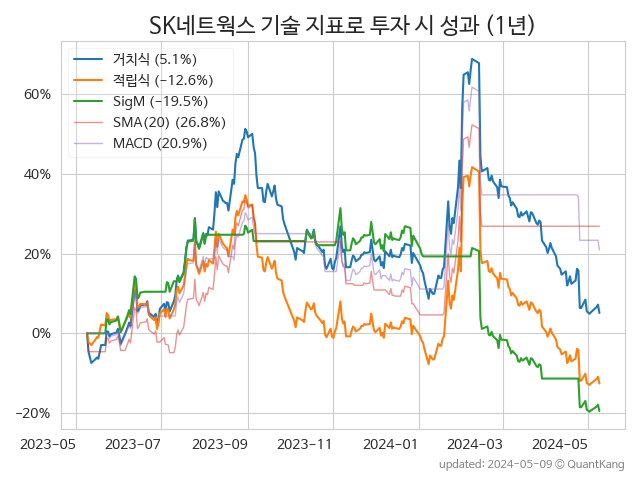 SK네트웍스 기술 지표로 투자 시 성과 (1년)
거치식 (5.1%)
적립식 (−12.6%)
SigM (−19.5%)
SMA(20) (26.8%)
MACD (20.9%)
60%
40%
20%
0%
−20%
2023-05 2023-07 2023-09 2023-11 2024-01 2024-03 2024-05
updated: 2024-05-09 © QuantKang